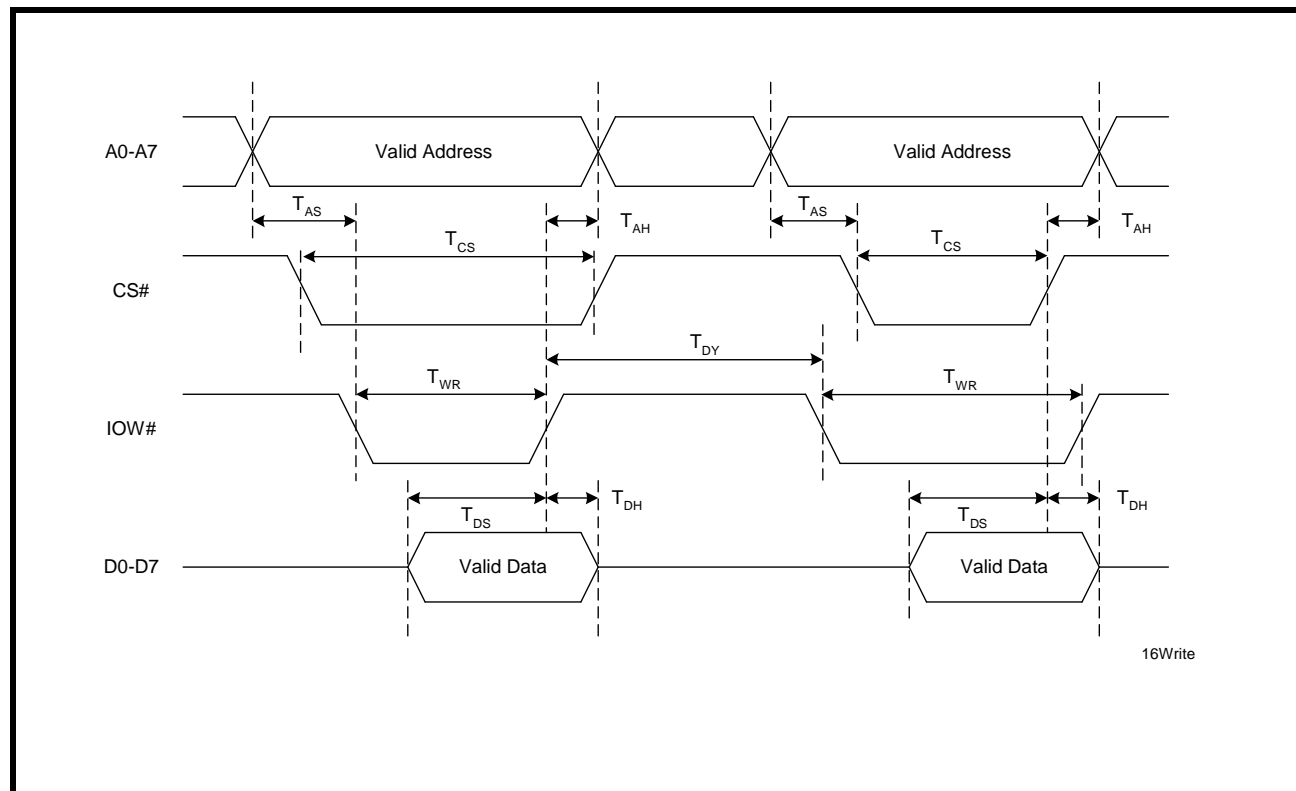 A0-A7 Valid Address Valid Address
TAS TAH TAS TAH
TCS TCS
CS#
TDY
TWR TWR
IOW#
TDH TDH
TDS TDS
D0-D7 Valid Data Valid Data
16Write